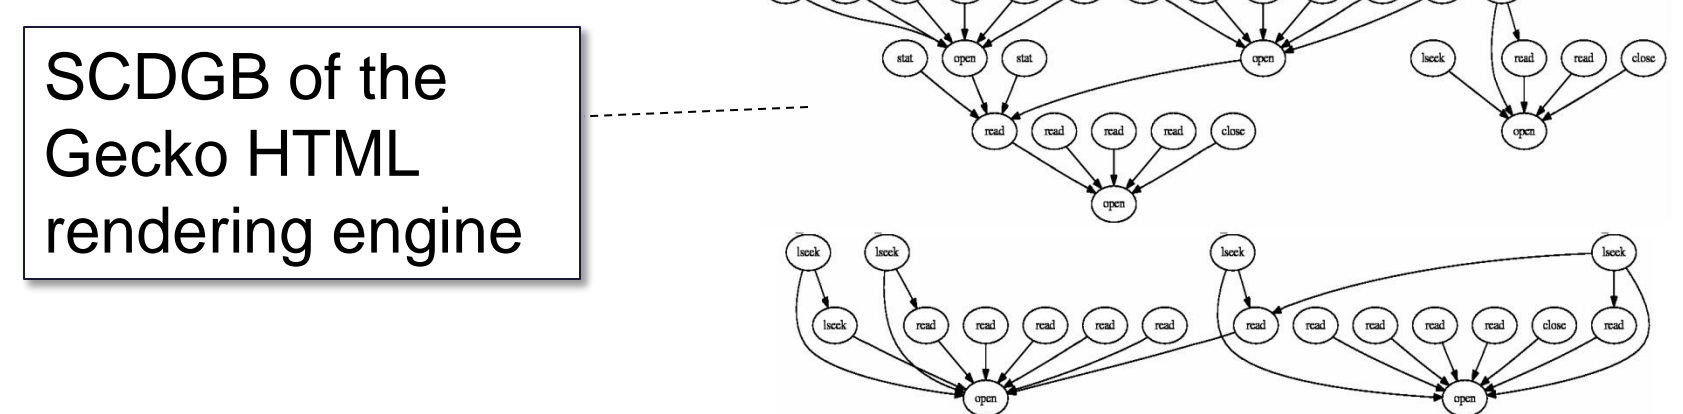 SCDGB of the
Gecko HTML
rendering engine
stat open stat open lseek read read close
read read read read close open
open
lseek lseek lseek lseek
lseek read read read read read read read read read read close read
open open